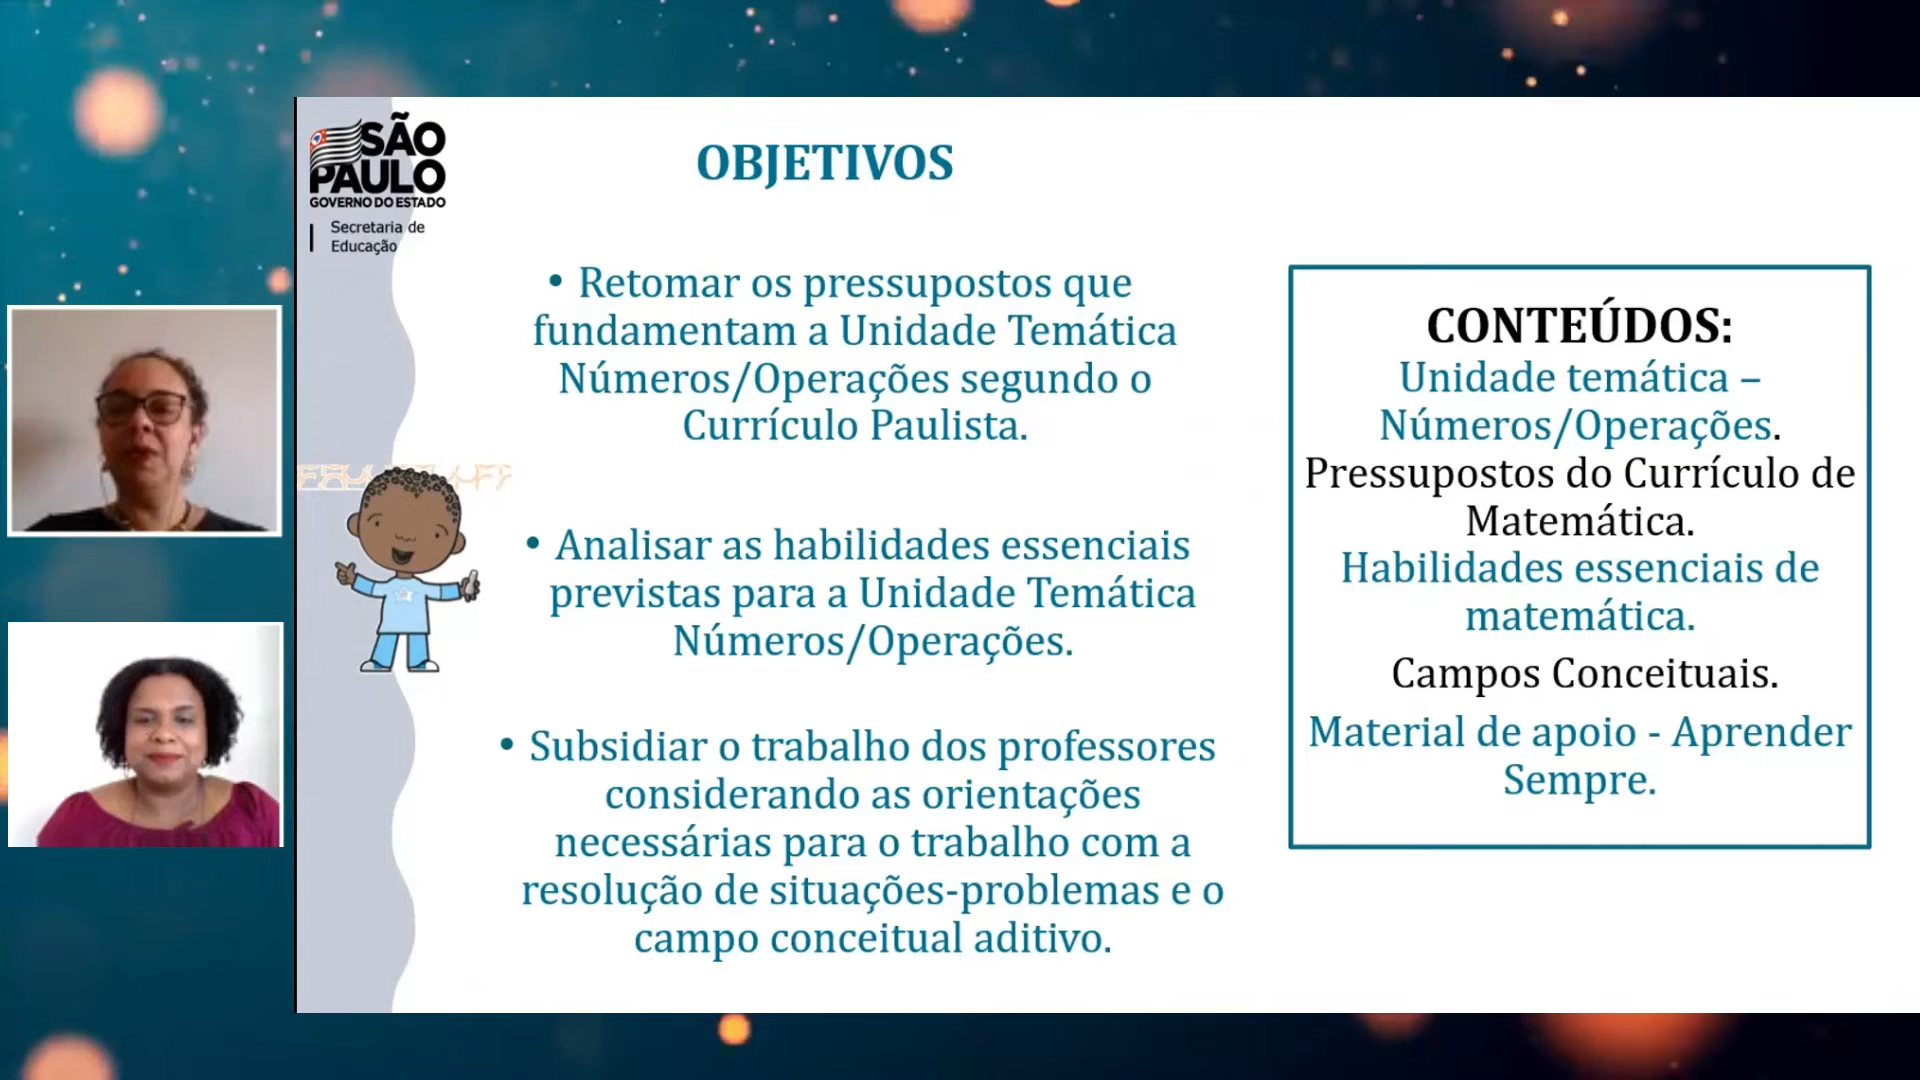 SÃO
PAULO
GOVERNO DO ESTADO
Secretaria de
Educação
OBJETIVOS
• Retomar os pressupostos que
fundamentam a Unidade Temática
Números/Operações segundo o
Currículo Paulista.
• Analisar as habilidades essenciais
previstas para a Unidade Temática
Números/Operações.
• Subsidiar o trabalho dos professores
considerando as orientações
necessárias para o trabalho com a
resolução de situações-problemas e o
campo conceitual aditivo.
CONTEÚDOS:
Unidade temática –
Números/Operações.
Pressupostos do Currículo de
Matemática.
Habilidades essenciais de
matemática.
Campos Conceituais.
Material de apoio - Aprender
Sempre.